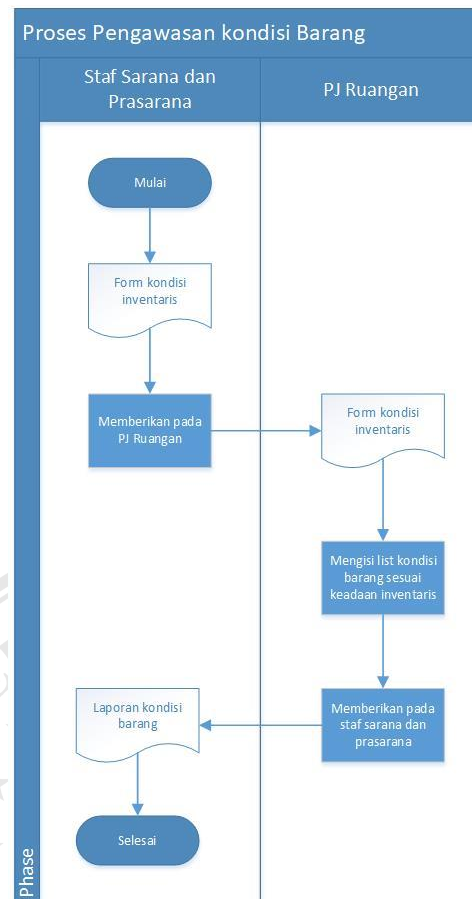 Proses Pengawasan kondisi Barang
Staf Sarana dan
Prasarana
PJ Ruangan
Mulai
Form kondisi
inventaris
Memberikan pada
PJ Ruangan
Form kondisi
inventaris
Mengisi list kondisi
barang sesuai
keadaan inventaris
Memberikan pada
staf sarana dan
prasarana
Laporan kondisi
barang
Selesai
Phase